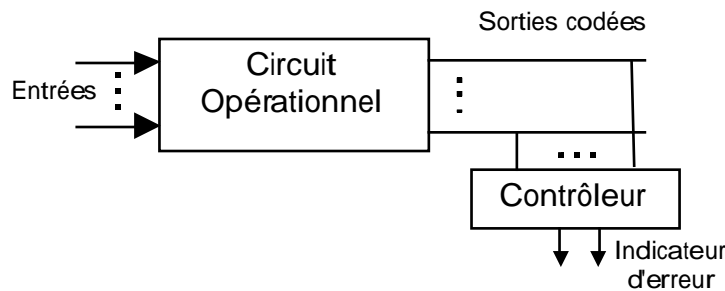 Sorties codées
Circuit
Opérationnel
Entrées
Contrôleur
Indicateur
d'erreur